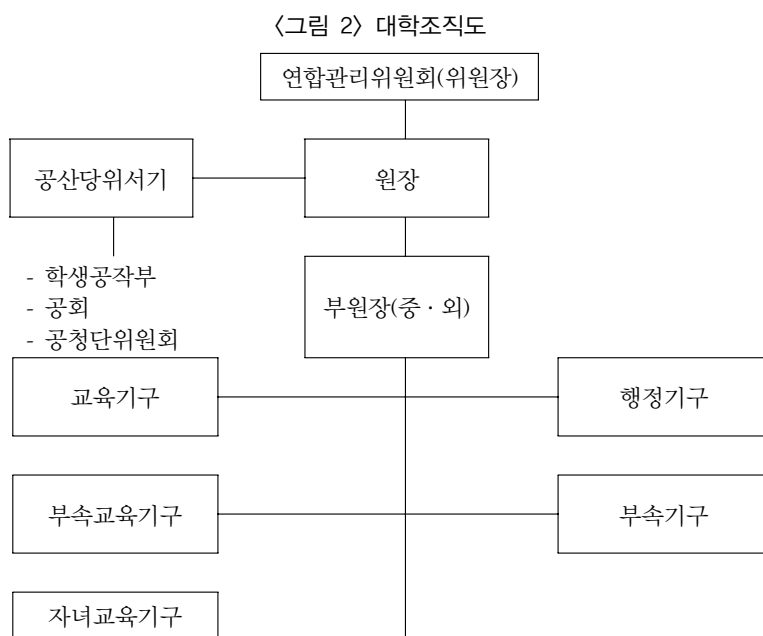 〈그림 2〉 대학조직도
연합관리위원회(위원장)
공산당위서기
원장
- 학생공작부
- 공회
- 공청단위원회
부원장(중·외)
교육기구
행정기구
부속교육기구
부속기구
자녀교육기구